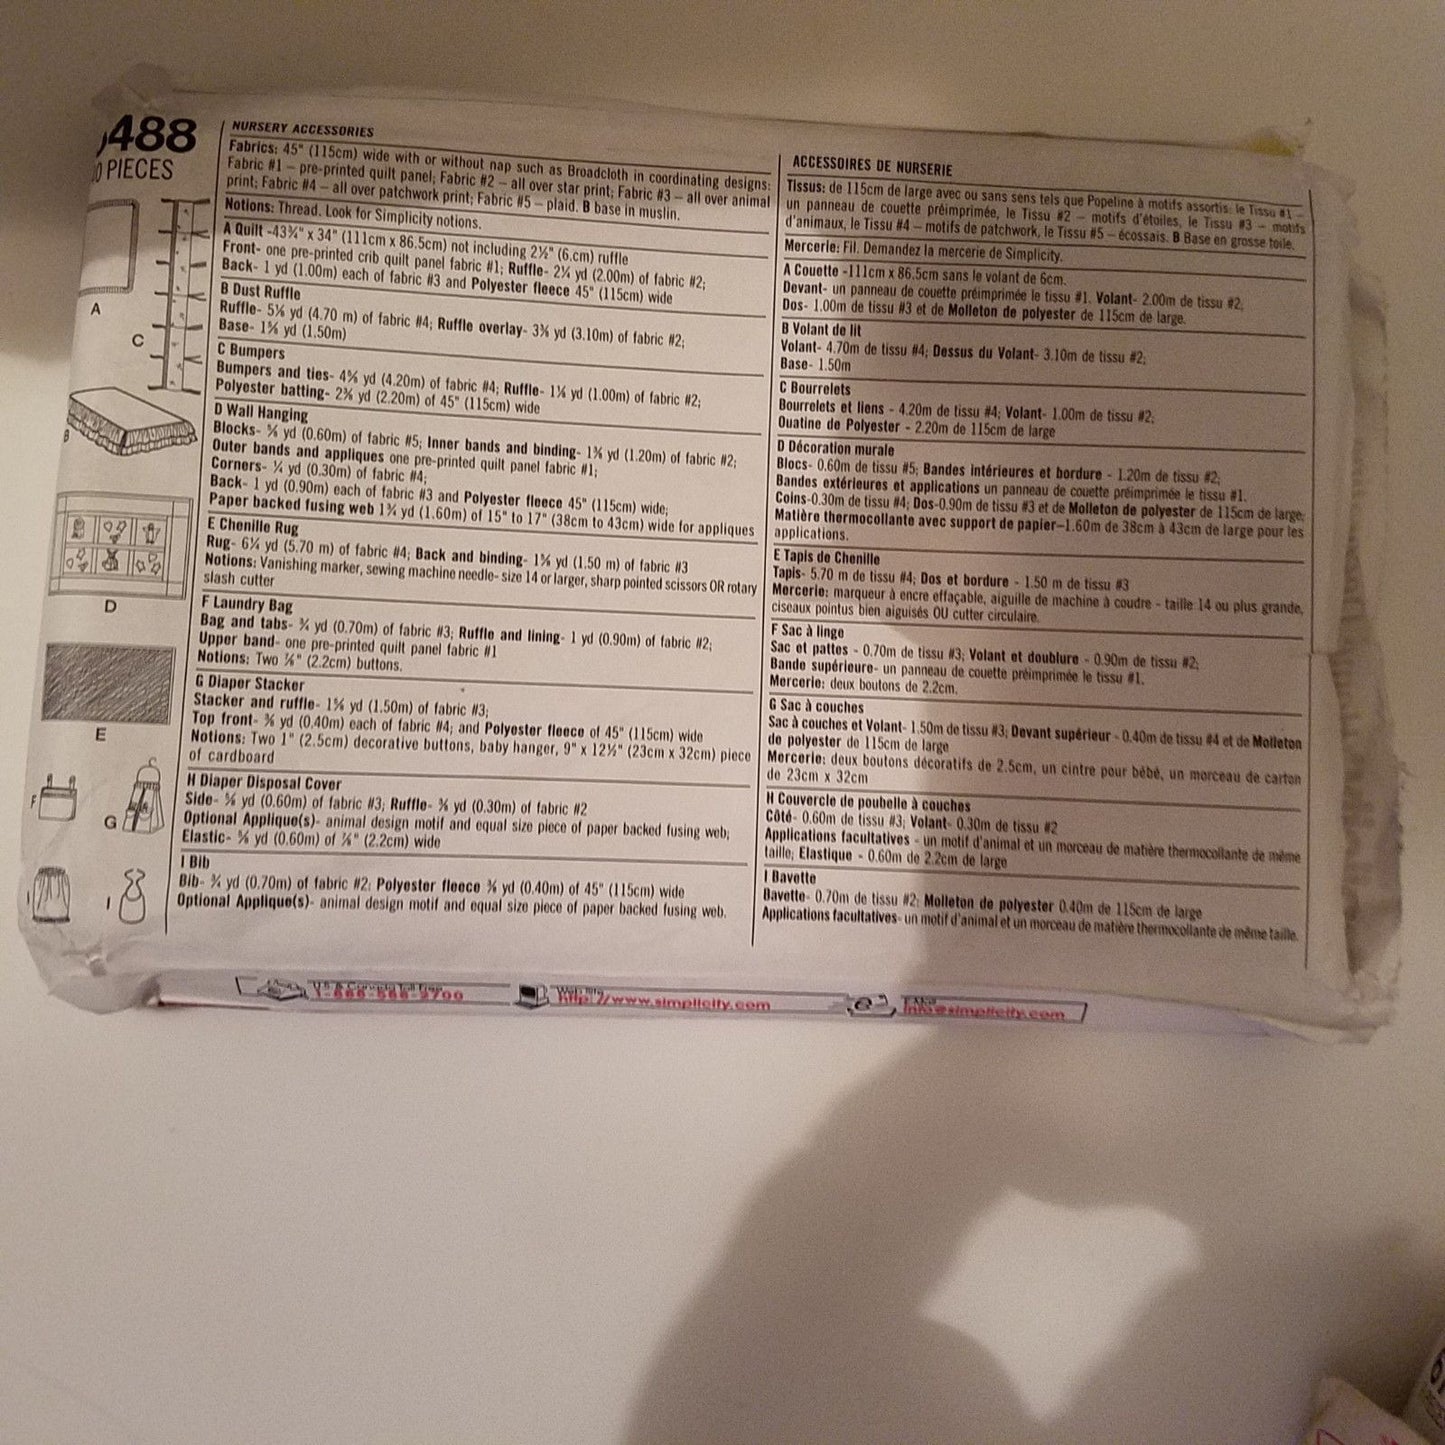 488
PIECES
A
C
B
D
E
F
G
I
I
NURSERY ACCESSORIES
Fabrics: 45" (115cm) wide with or without nap such as Broadcloth in coordinating designs:
Fabric #1 – pre-printed quilt panel; Fabric #2 – all over star print; Fabric #3 – all over animal
print; Fabric #4 – all over patchwork print; Fabric #5 – plaid. B base in muslin.
Notions: Thread. Look for Simplicity notions.
A Quilt -43¾" x 34" (111cm x 86.5cm) not including 2½" (6.cm) ruffle
Front- one pre-printed crib quilt panel fabric #1; Ruffle- 2¼ yd (2.00m) of fabric #2;
Back- 1 yd (1.00m) each of fabric #3 and Polyester fleece 45" (115cm) wide
B Dust Ruffle
Ruffle- 5⅛ yd (4.70 m) of fabric #4; Ruffle overlay- 3⅜ yd (3.10m) of fabric #2;
Base- 1⅝ yd (1.50m)
C Bumpers
Bumpers and ties- 4⅝ yd (4.20m) of fabric #4; Ruffle- 1⅛ yd (1.00m) of fabric #2;
Polyester batting- 2⅜ yd (2.20m) of 45" (115cm) wide
D Wall Hanging
Blocks- ⅝ yd (0.60m) of fabric #5; Inner bands and binding- 1⅜ yd (1.20m) of fabric #2;
Outer bands and appliques one pre-printed quilt panel fabric #1;
Corners- ¼ yd (0.30m) of fabric #4;
Back- 1 yd (0.90m) each of fabric #3 and Polyester fleece 45" (115cm) wide;
Paper backed fusing web 1¾ yd (1.60m) of 15" to 17" (38cm to 43cm) wide for appliques
E Chenille Rug
Rug- 6¼ yd (5.70 m) of fabric #4; Back and binding- 1⅝ yd (1.50 m) of fabric #3
Notions: Vanishing marker, sewing machine needle- size 14 or larger, sharp pointed scissors OR rotary
slash cutter
F Laundry Bag
Bag and tabs- ¾ yd (0.70m) of fabric #3; Ruffle and lining- 1 yd (0.90m) of fabric #2;
Upper band- one pre-printed quilt panel fabric #1
Notions: Two ⅞" (2.2cm) buttons.
G Diaper Stacker
Stacker and ruffle- 1⅝ yd (1.50m) of fabric #3;
Top front- ⅜ yd (0.40m) each of fabric #4; and Polyester fleece of 45" (115cm) wide
Notions: Two 1" (2.5cm) decorative buttons, baby hanger, 9" x 12½" (23cm x 32cm) piece
of cardboard
H Diaper Disposal Cover
Side- ⅝ yd (0.60m) of fabric #3; Ruffle- ⅜ yd (0.30m) of fabric #2
Optional Applique(s)- animal design motif and equal size piece of paper backed fusing web;
Elastic- ⅝ yd (0.60m) of ⅞" (2.2cm) wide
I Bib
Bib- ¾ yd (0.70m) of fabric #2; Polyester fleece ⅜ yd (0.40m) of 45" (115cm) wide
Optional Applique(s)- animal design motif and equal size piece of paper backed fusing web.
ACCESSOIRES DE NURSERIE
Tissus: de 115cm de large avec ou sans sens tels que Popeline à motifs assortis: le Tissu #1 –
un panneau de couette préimprimée, le Tissu #2 – motifs d'étoiles, le Tissu #3 – motifs
d'animaux, le Tissu #4 – motifs de patchwork, le Tissu #5 – écossais. B Base en grosse toile.
Mercerie: Fil. Demandez la mercerie de Simplicity.
A Couette -111cm x 86.5cm sans le volant de 6cm.
Devant- un panneau de couette préimprimée le tissu #1. Volant- 2.00m de tissu #2;
Dos- 1.00m de tissu #3 et de Molleton de polyester de 115cm de large.
B Volant de lit
Volant- 4.70m de tissu #4; Dessus du Volant- 3.10m de tissu #2;
Base- 1.50m
C Bourrelets
Bourrelets et liens - 4.20m de tissu #4; Volant- 1.00m de tissu #2;
Ouatine de Polyester - 2.20m de 115cm de large
D Décoration murale
Blocs- 0.60m de tissu #5; Bandes intérieures et bordure - 1.20m de tissu #2;
Bandes extérieures et applications un panneau de couette préimprimée le tissu #1.
Coins-0.30m de tissu #4; Dos-0.90m de tissu #3 et de Molleton de polyester de 115cm de large;
Matière thermocollante avec support de papier–1.60m de 38cm à 43cm de large pour les
applications.
E Tapis de Chenille
Tapis- 5.70 m de tissu #4; Dos et bordure - 1.50 m de tissu #3
Mercerie: marqueur à encre effaçable, aiguille de machine à coudre - taille 14 ou plus grande,
ciseaux pointus bien aiguisés OU cutter circulaire.
F Sac à linge
Sac et pattes - 0.70m de tissu #3; Volant et doublure - 0.90m de tissu #2;
Bande supérieure- un panneau de couette préimprimée le tissu #1.
Mercerie: deux boutons de 2.2cm.
G Sac à couches
Sac à couches et Volant- 1.50m de tissu #3; Devant supérieur - 0.40m de tissu #4 et de Molleton
de polyester de 115cm de large
Mercerie: deux boutons décoratifs de 2.5cm, un cintre pour bébé, un morceau de carton
de 23cm x 32cm
H Couvercle de poubelle à couches
Côté- 0.60m de tissu #3; Volant- 0.30m de tissu #2
Applications facultatives - un motif d'animal et un morceau de matière thermocollante de même
taille; Elastique - 0.60m de 2.2cm de large
I Bavette
Bavette- 0.70m de tissu #2; Molleton de polyester 0.40m de 115cm de large
Applications facultatives- un motif d'animal et un morceau de matière thermocollante de même taille.
1-888-588-2700
http://www.simplicity.com
info@simplicity.com